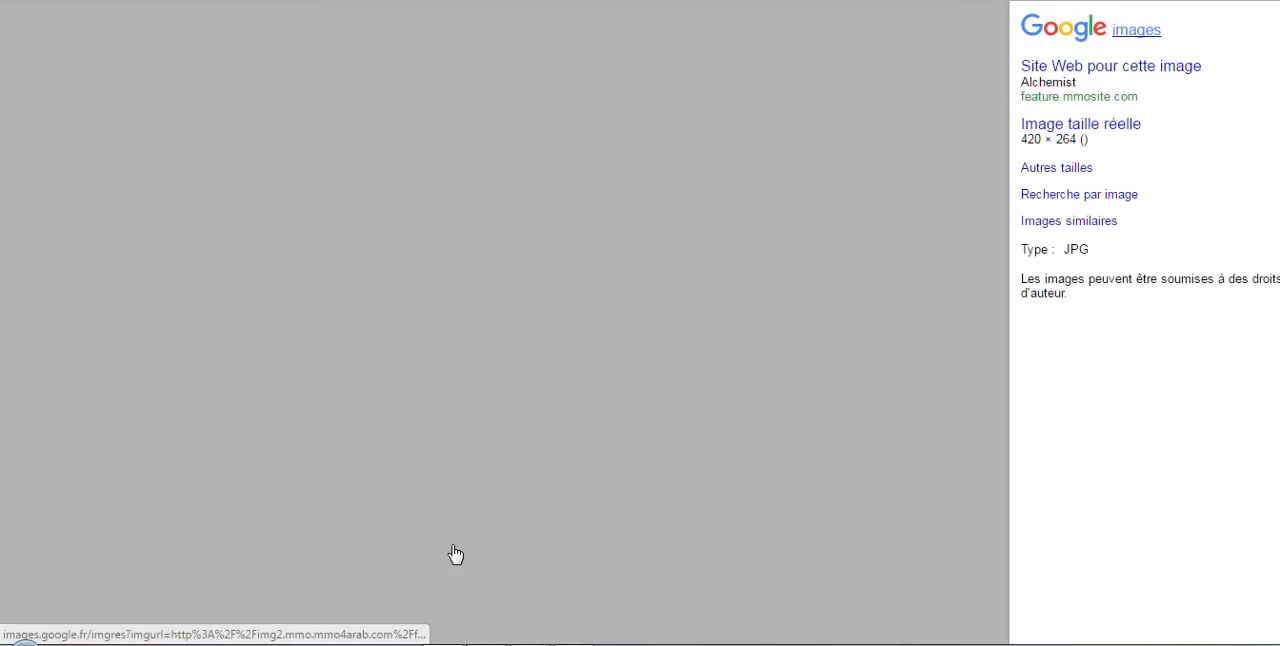 Google images
Site Web pour cette image
Alchemist
feature.mmosite.com
Image taille réelle
420 × 264 ()
Autres tailles
Recherche par image
Images similaires
Type : JPG
Les images peuvent être soumises à des droits
d'auteur.
images.google.fr/imgres?imgurl=http%3A%2F%2Fimg2.mmo.mmo4arab.com%2Ff...